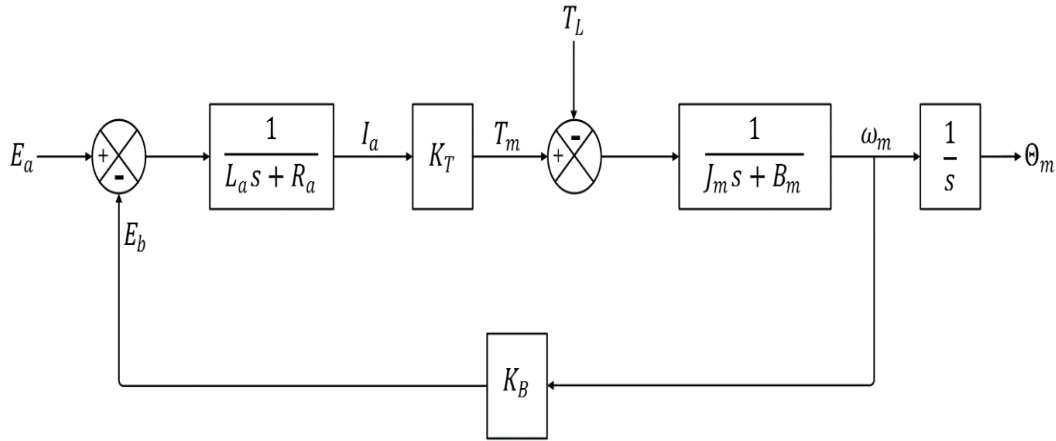 T_L
E_a
+
-
1
L_a s + R_a
I_a
K_T
T_m
+
-
1
J_m s + B_m
ω_m
1
s
Θ_m
E_b
K_B